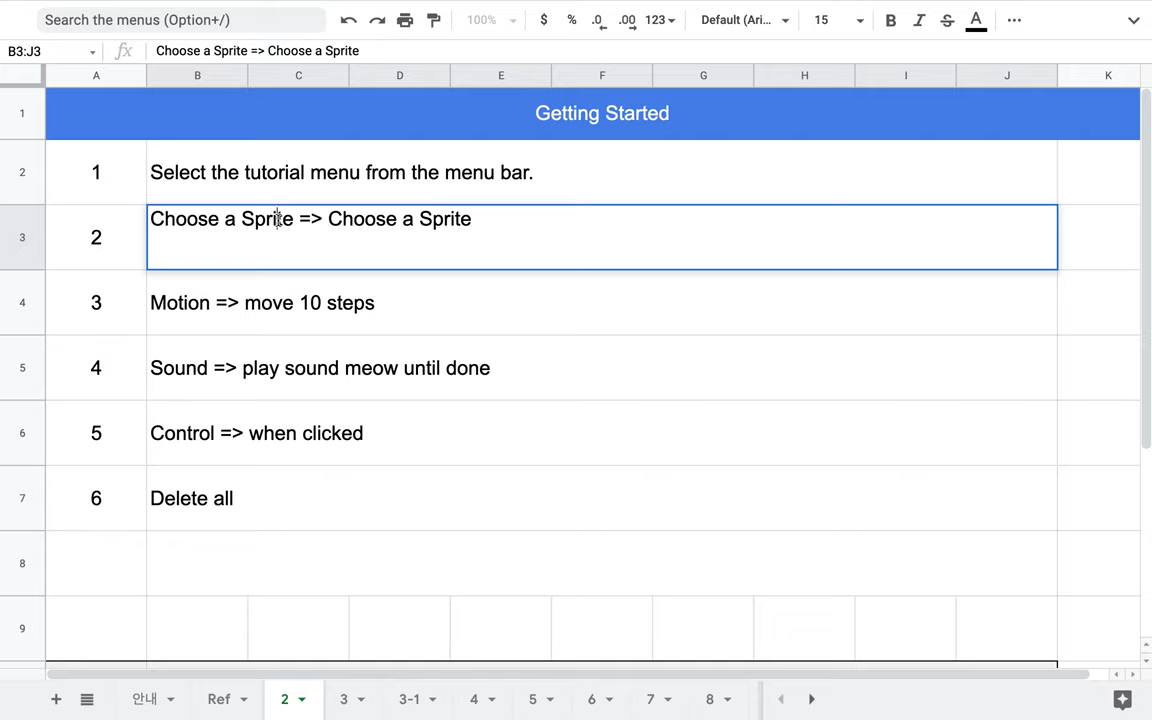 Search the menus (Option+/) 100% $ % .0 .00 123 Default (Ari... 15 B I S A
B3:J3 fx Choose a Sprite => Choose a Sprite
A B C D E F G H I J K
1 Getting Started
2 1 Select the tutorial menu from the menu bar.
3 2 Choose a Sprite => Choose a Sprite
4 3 Motion => move 10 steps
5 4 Sound => play sound meow until done
6 5 Control => when clicked
7 6 Delete all
8
9
+ 안내 Ref 2 3 3-1 4 5 6 7 8